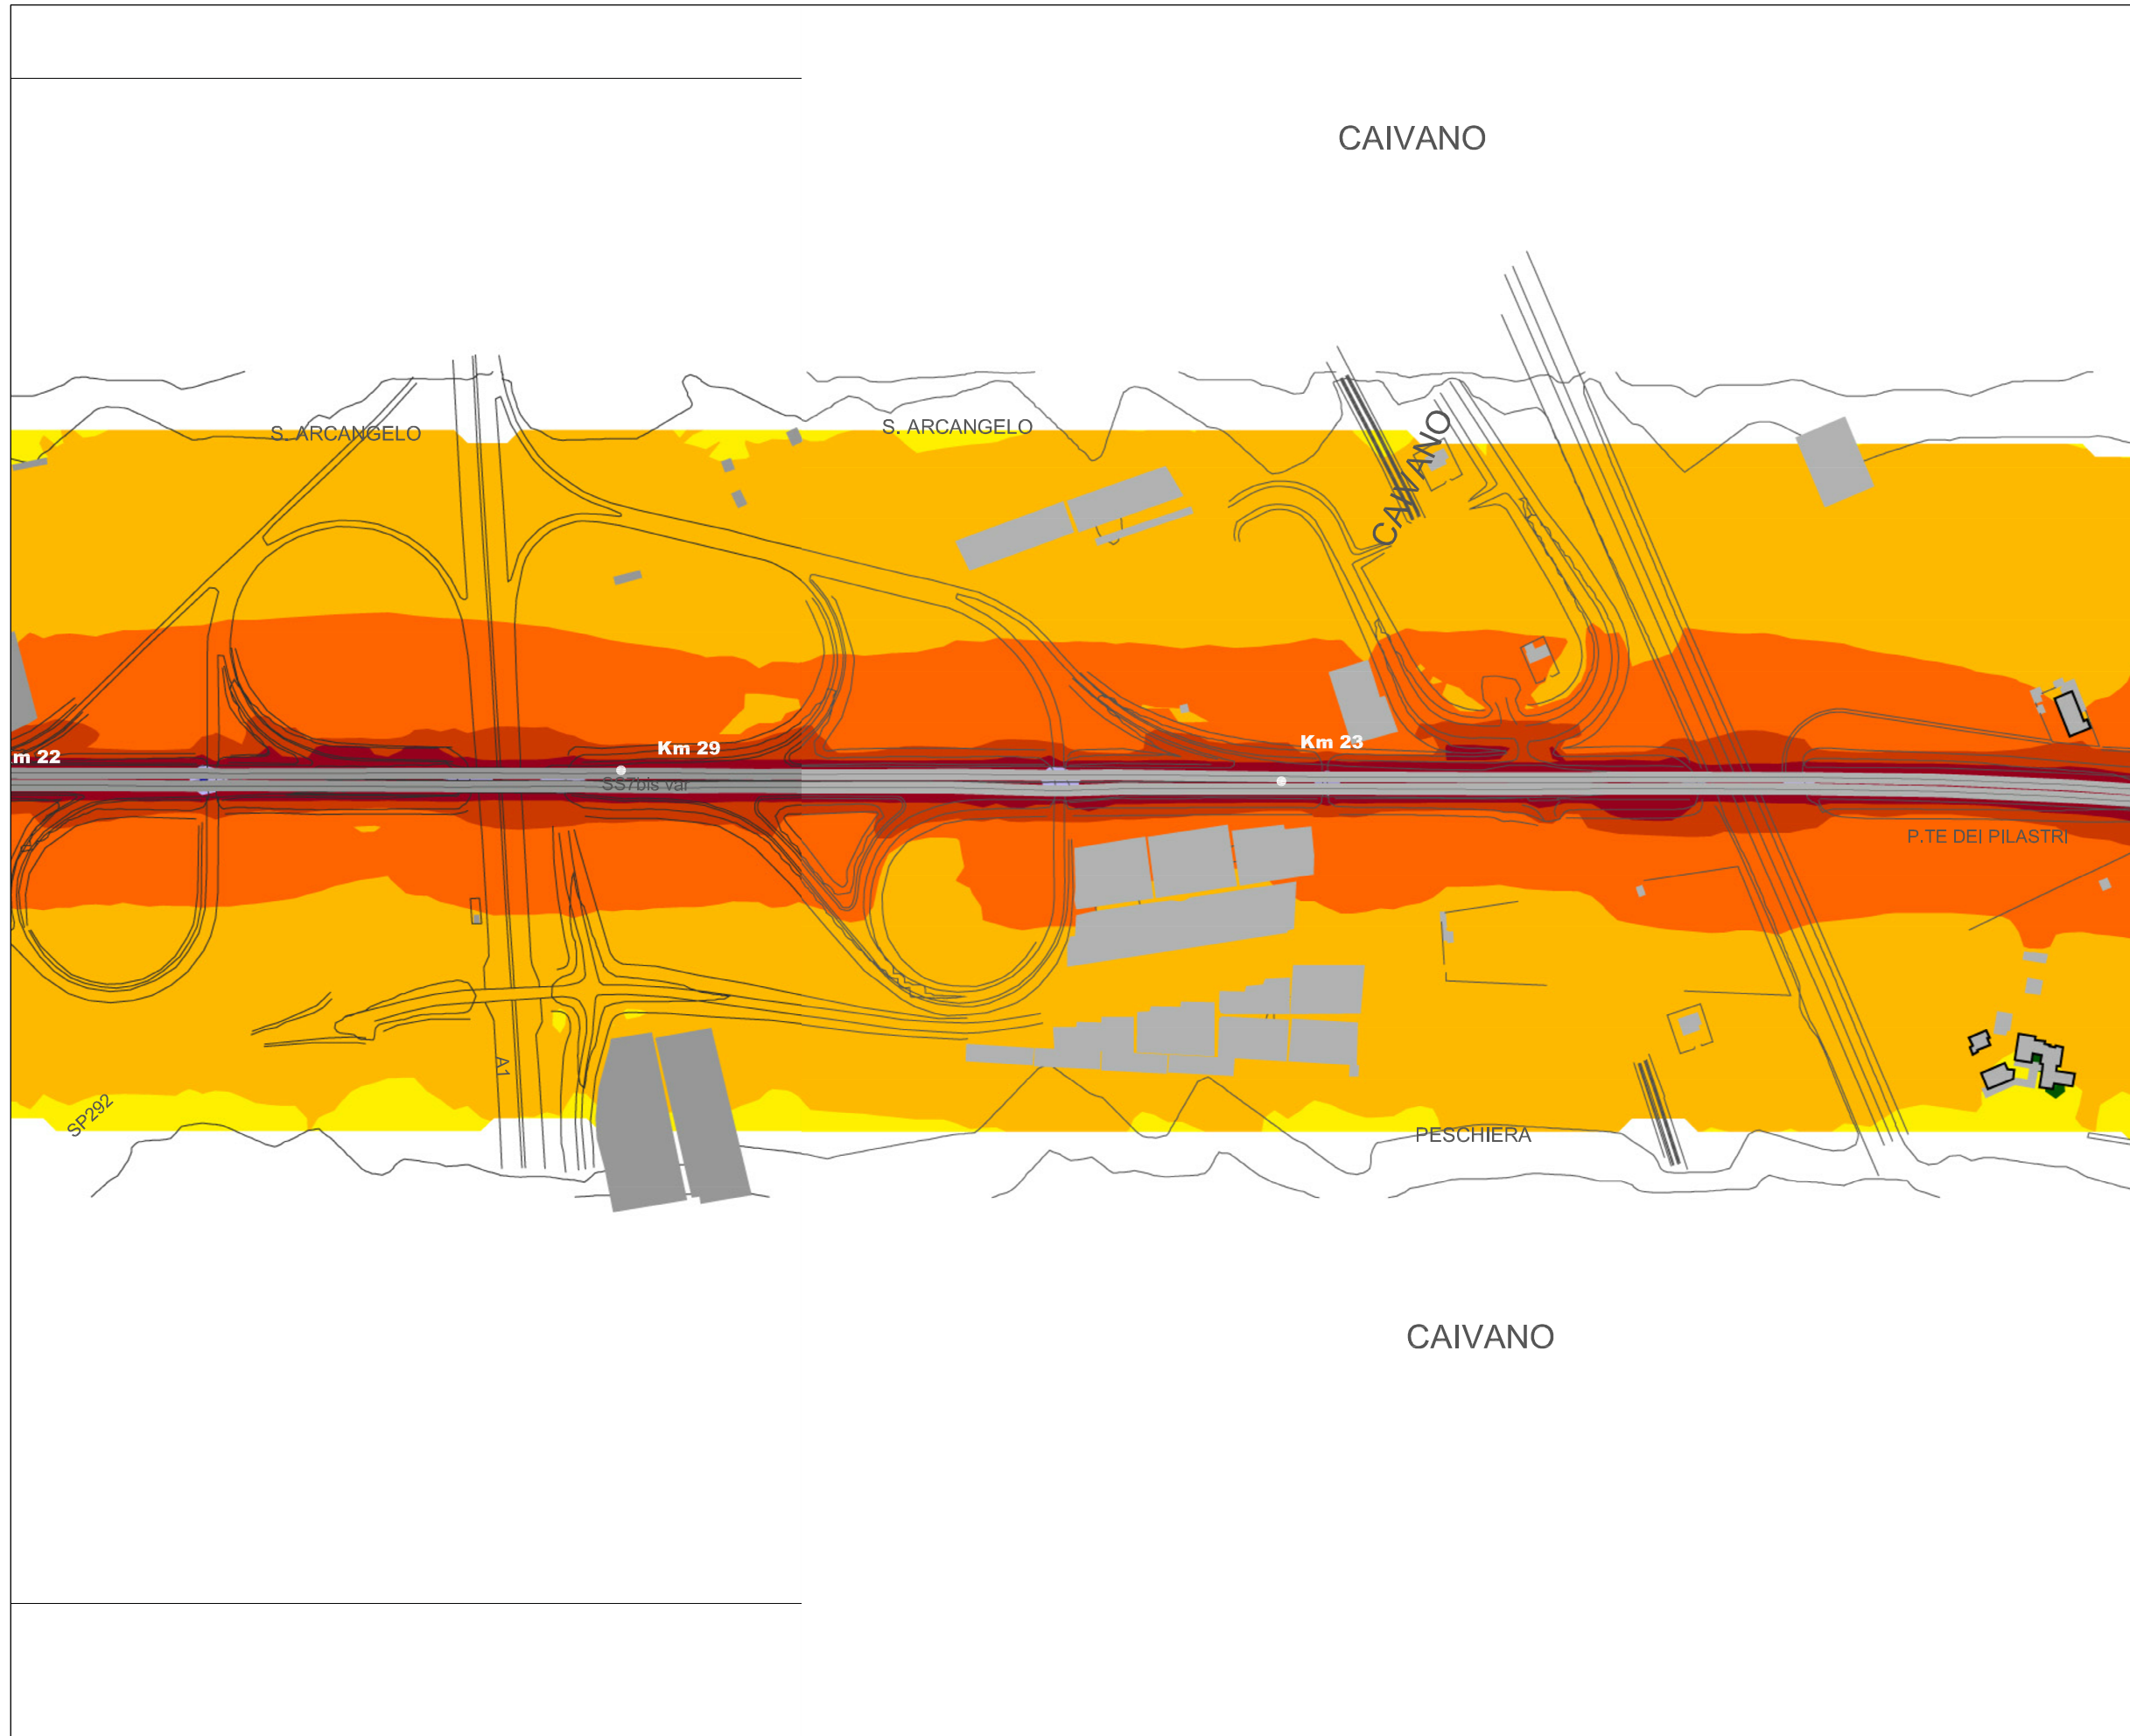 CAIVANO
S. ARCANGELO
S. ARCANGELO
CAIVANO
m 22
Km 29
Km 23
SS7bis var
P.TE DEI PILASTRI
A1
SP292
PESCHIERA
CAIVANO